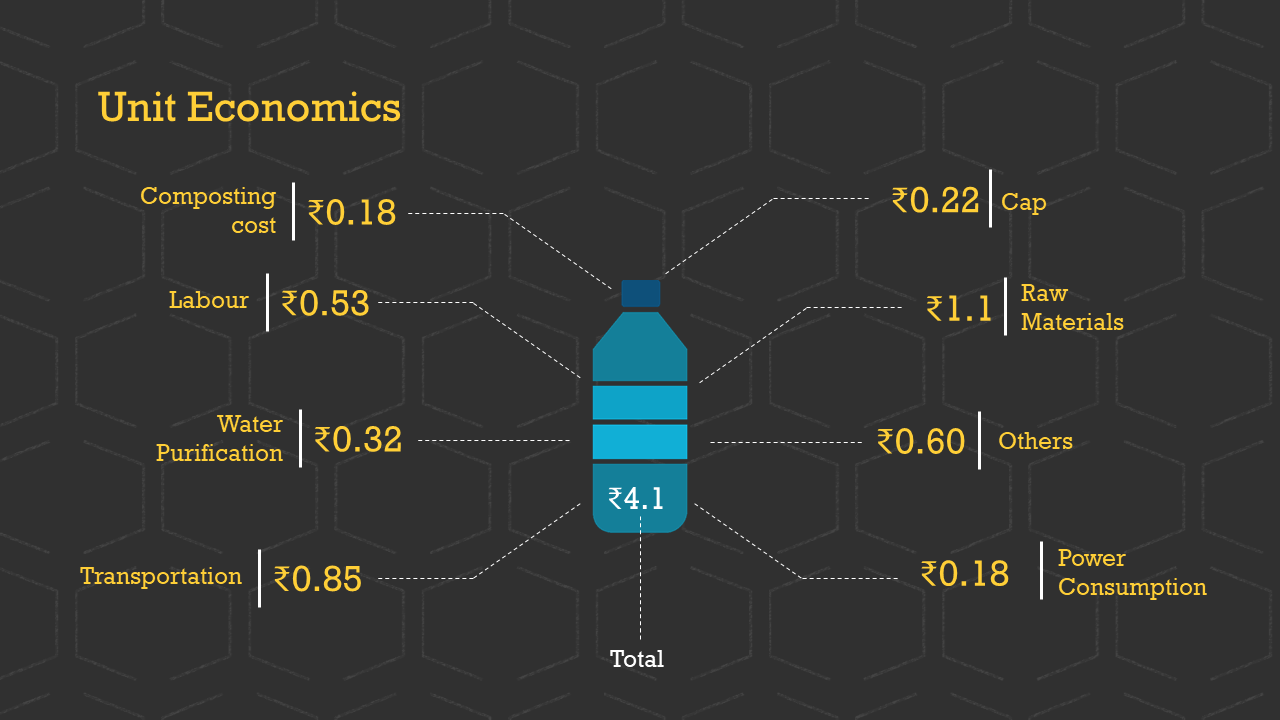 Unit Economics
Composting
cost
₹0.18
₹0.22
Cap
Labour
₹0.53
₹1.1
Raw
Materials
Water
Purification
₹0.32
₹0.60
Others
₹4.1
Transportation
₹0.85
₹0.18
Power
Consumption
Total